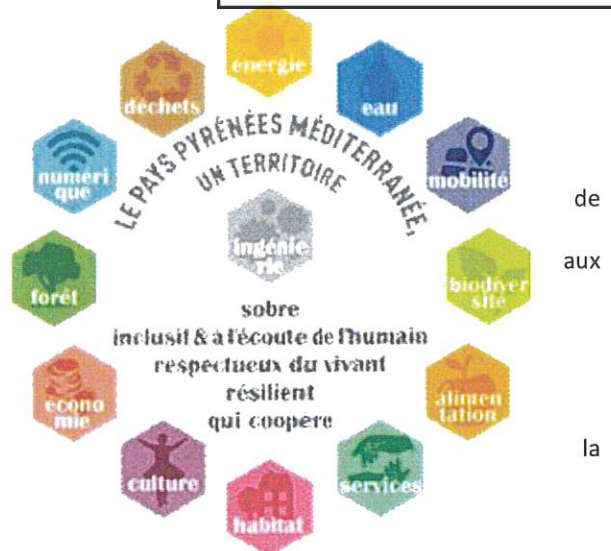 énergie
déchets
eau
LE PAYS PYRÉNÉES MÉDITERRANÉE,
UN TERRITOIRE
numéri
que
mobilité
de
ingénie
rie
aux
forêt
biodiver
sité
sobre
inclusif & à l'écoute de l'humain
respectueux du vivant
résilient
qui coopère
écono
mie
alimen
tation
la
culture
services
habitat